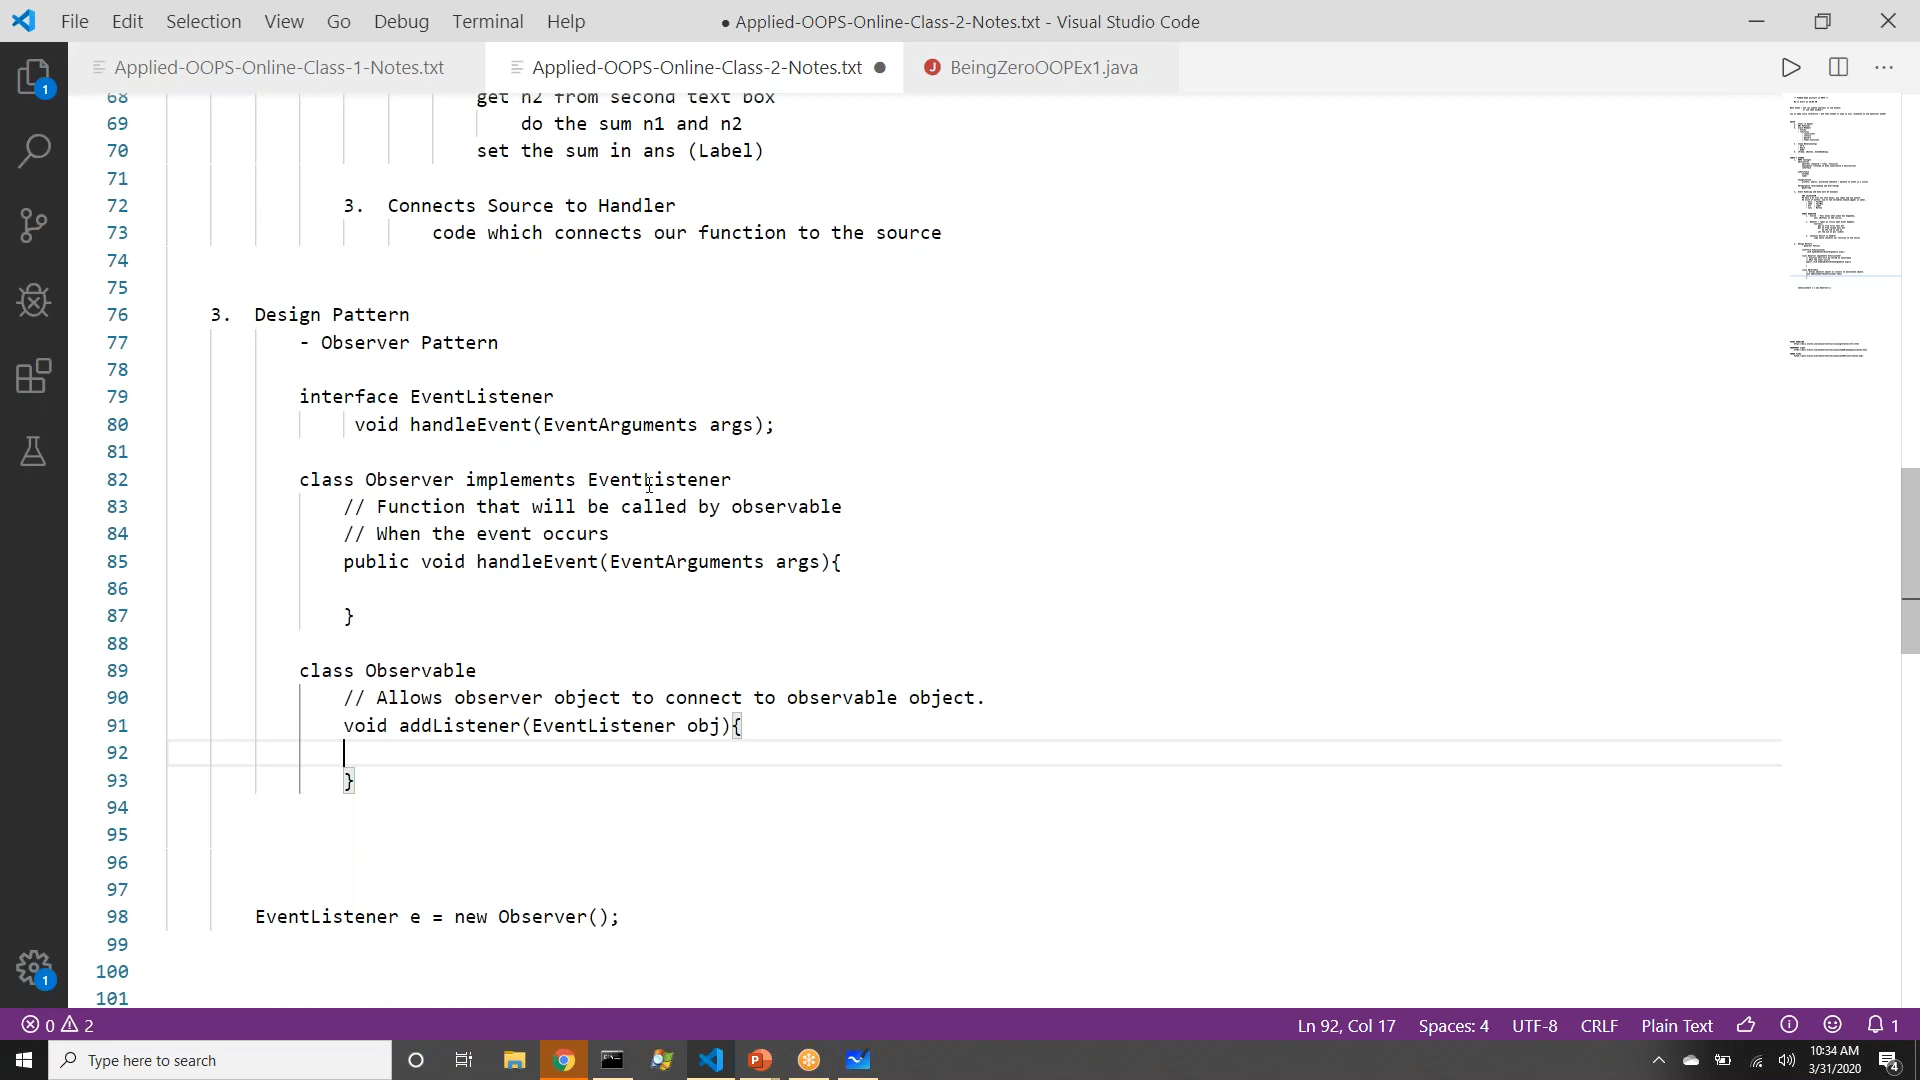 File Edit Selection View Go Debug Terminal Help
● Applied-OOPS-Online-Class-2-Notes.txt - Visual Studio Code
Applied-OOPS-Online-Class-1-Notes.txt
Applied-OOPS-Online-Class-2-Notes.txt ●
J BeingZeroOOPEx1.java
1
68 get n2 from second text box
69 do the sum n1 and n2
70 set the sum in ans (Label)
71
72 3. Connects Source to Handler
73 code which connects our function to the source
74
75
76 3. Design Pattern
77 - Observer Pattern
78
79 interface EventListener
80 void handleEvent(EventArguments args);
81
82 class Observer implements EventListener
83 // Function that will be called by observable
84 // When the event occurs
85 public void handleEvent(EventArguments args){
86
87 }
88
89 class Observable
90 // Allows observer object to connect to observable object.
91 void addListener(EventListener obj){
92
93 }
94
95
96
97
98 EventListener e = new Observer();
99
100
101
1
0 2
Ln 92, Col 17 Spaces: 4 UTF-8 CRLF Plain Text 1
Type here to search
10:34 AM
3/31/2020
4